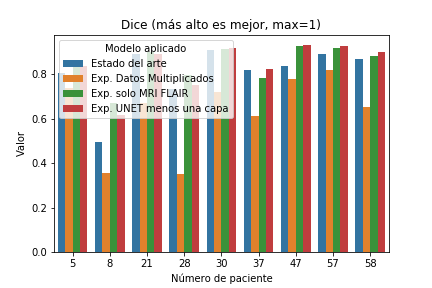 Dice (más alto es mejor, max=1)
Modelo aplicado
Estado del arte
Exp. Datos Multiplicados
Exp. solo MRI FLAIR
Exp. UNET menos una capa
Valor
0.8
0.6
0.4
0.2
0.0
5 8 21 28 30 37 47 57 58
Número de paciente